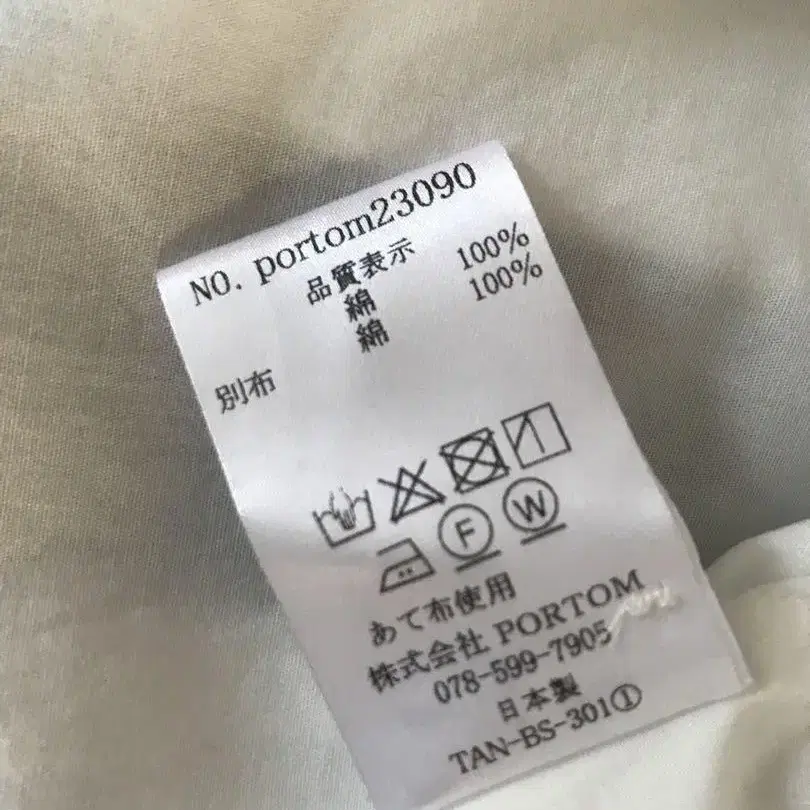 NO. portom23090
品質表示
綿 100%
綿 100%
別布
F W
あて布使用
株式会社 PORTOM
078-599-7905
日本製
TAN-BS-301①